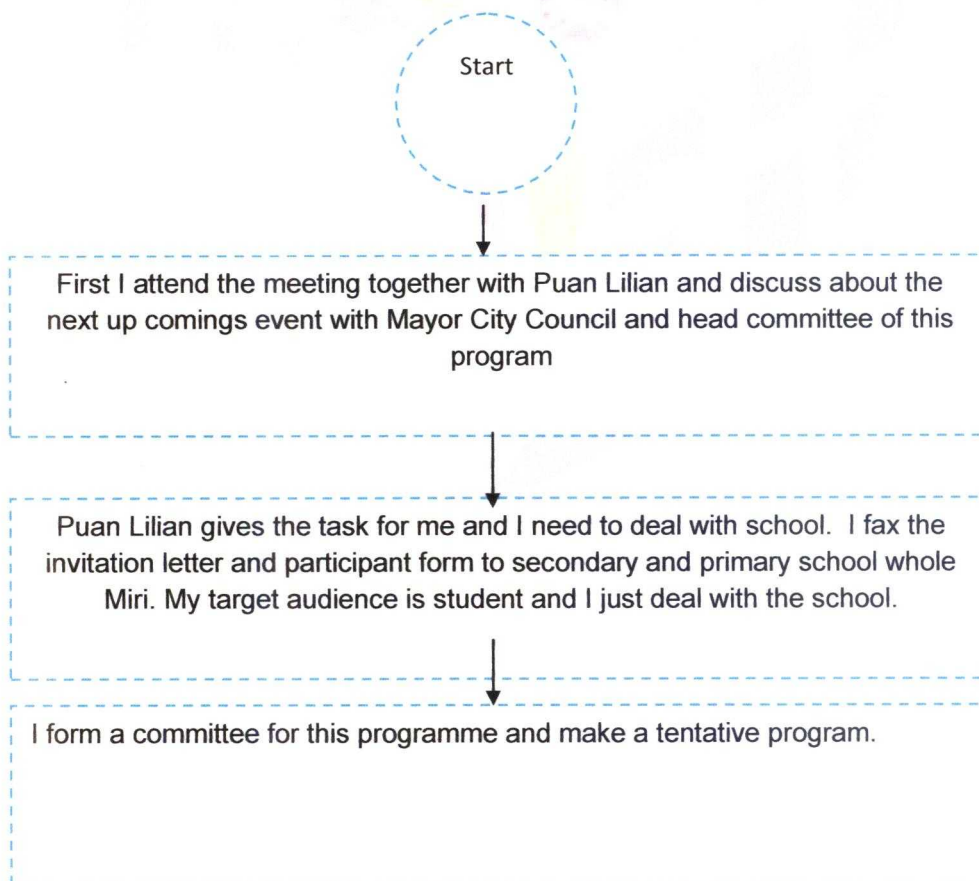 Start
First I attend the meeting together with Puan Lilian and discuss about the
next up comings event with Mayor City Council and head committee of this
program
Puan Lilian gives the task for me and I need to deal with school. I fax the
invitation letter and participant form to secondary and primary school whole
Miri. My target audience is student and I just deal with the school.
I form a committee for this programme and make a tentative program.